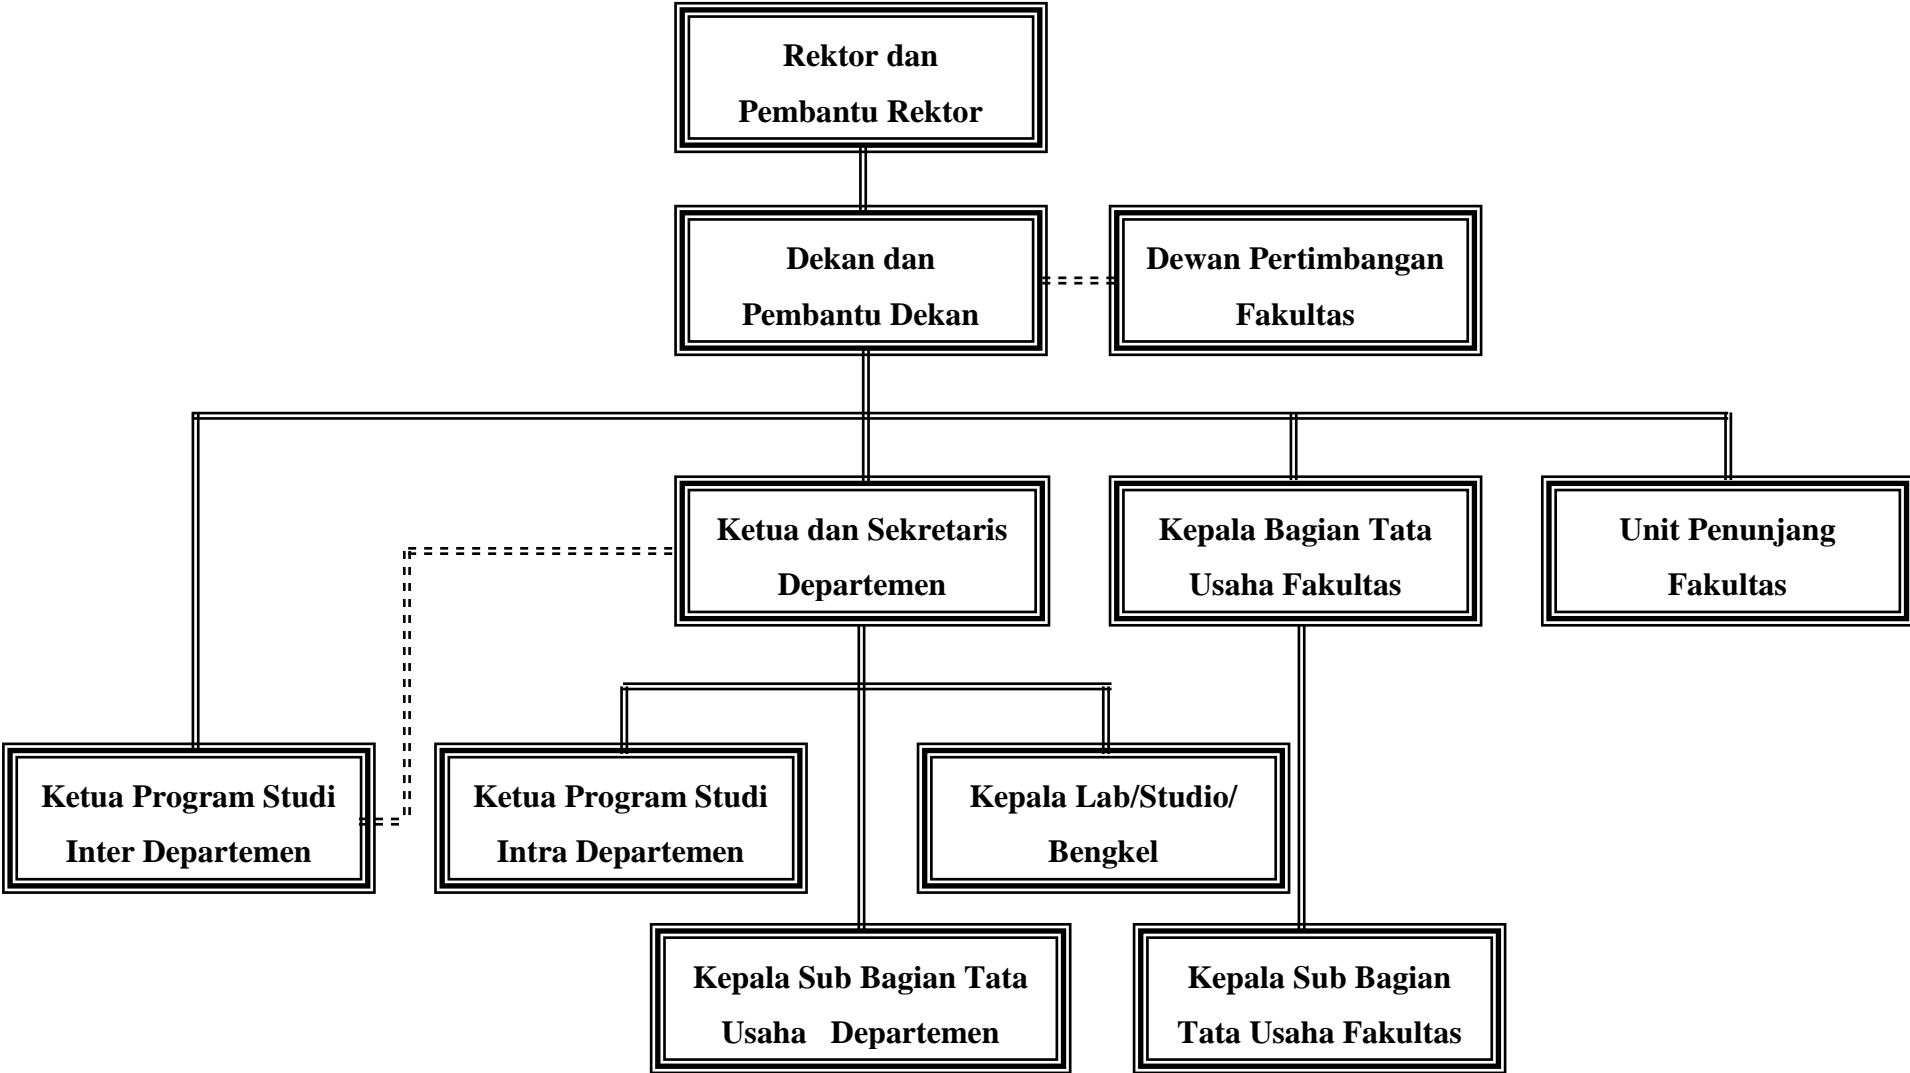 Rektor dan
Pembantu Rektor
Dekan dan
Pembantu Dekan
Dewan Pertimbangan
Fakultas
Ketua dan Sekretaris
Departemen
Kepala Bagian Tata
Usaha Fakultas
Unit Penunjang
Fakultas
Ketua Program Studi
Inter Departemen
Ketua Program Studi
Intra Departemen
Kepala Lab/Studio/
Bengkel
Kepala Sub Bagian Tata
Usaha Departemen
Kepala Sub Bagian
Tata Usaha Fakultas